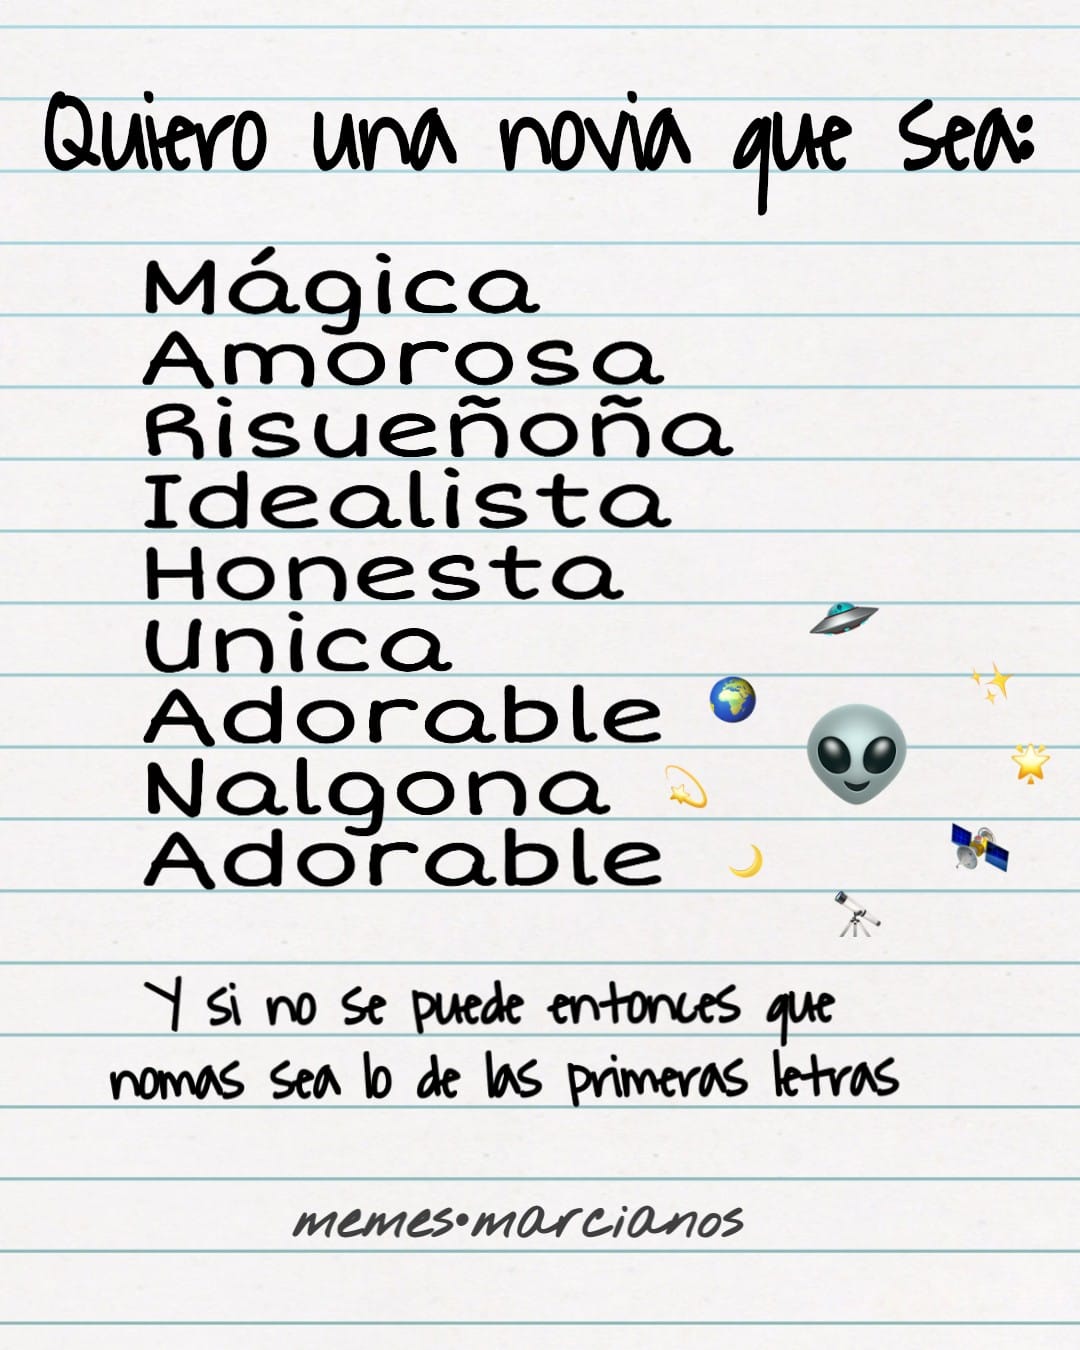 Quiero una novia que sea:
Mágica
Amorosa
Risueñoña
Idealista
Honesta
Unica
Adorable
Nalgona
Adorable
Y si no se puede entonces que
nomas sea lo de las primeras letras
memes•marcianos